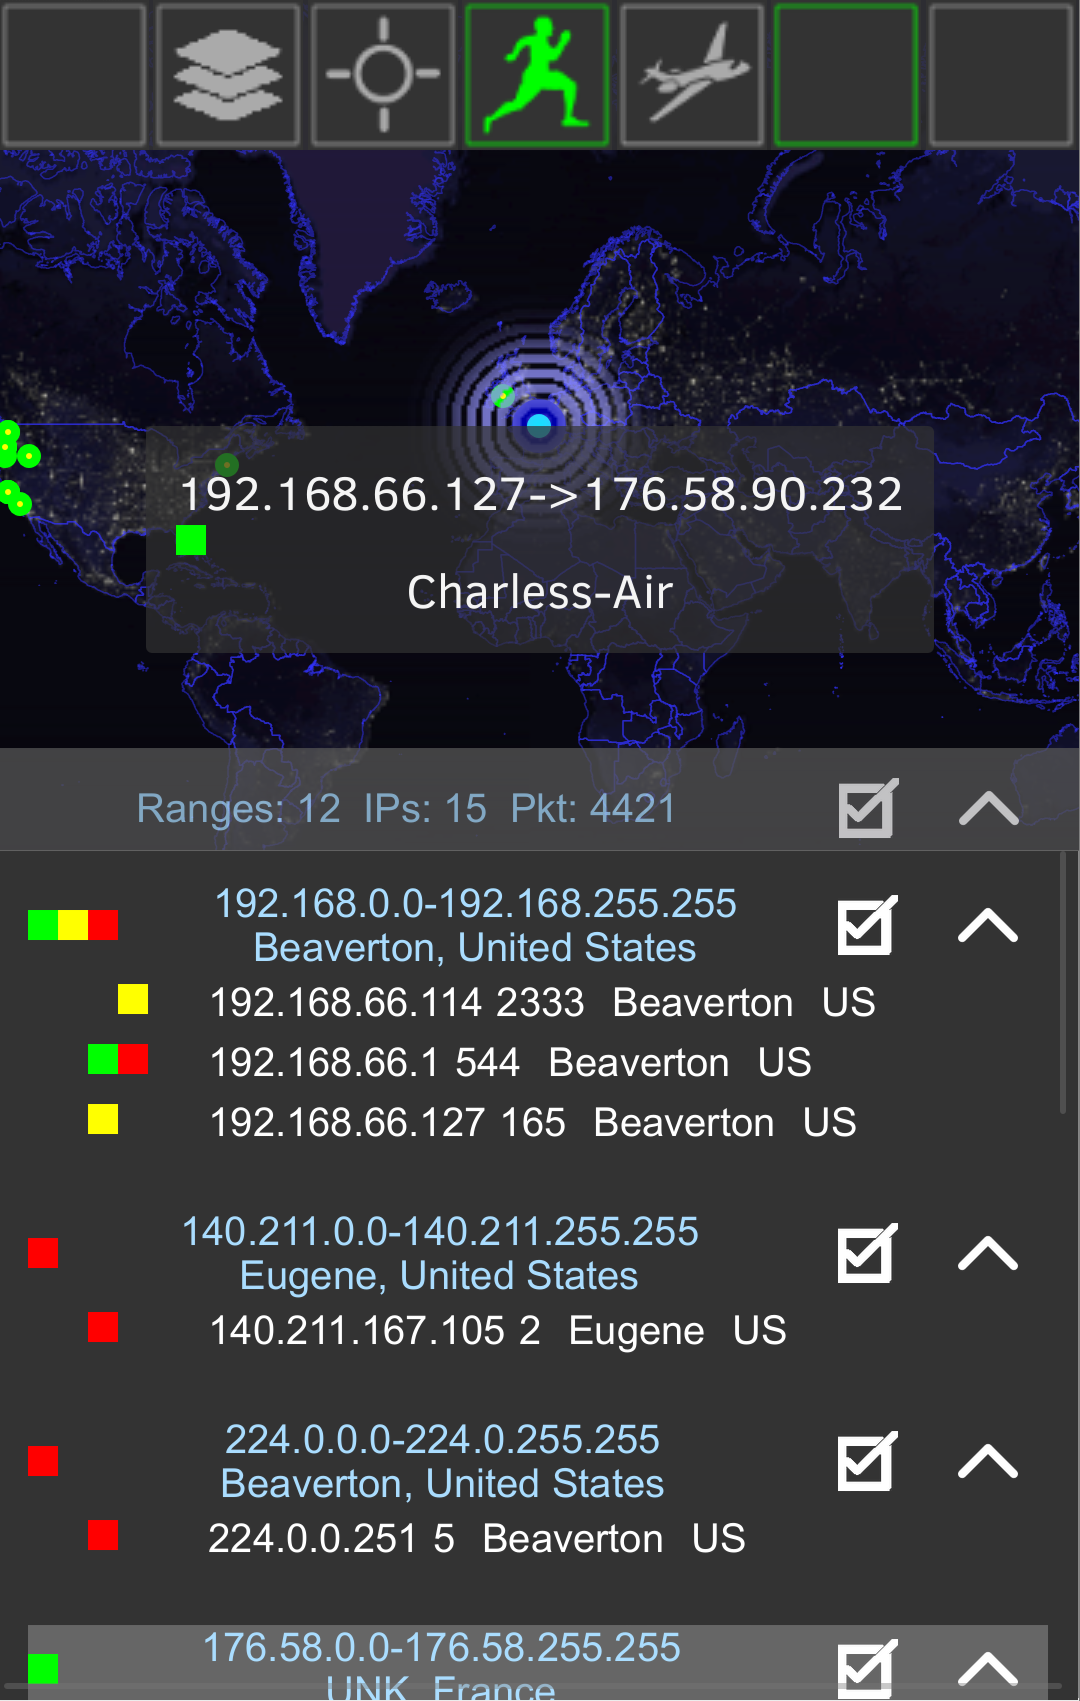 192.168.66.127->176.58.90.232
Charless-Air
Ranges: 12 IPs: 15 Pkt: 4421
192.168.0.0-192.168.255.255
Beaverton, United States
192.168.66.114 2333 Beaverton US
192.168.66.1 544 Beaverton US
192.168.66.127 165 Beaverton US
140.211.0.0-140.211.255.255
Eugene, United States
140.211.167.105 2 Eugene US
224.0.0.0-224.0.255.255
Beaverton, United States
224.0.0.251 5 Beaverton US
176.58.0.0-176.58.255.255
UNK, France